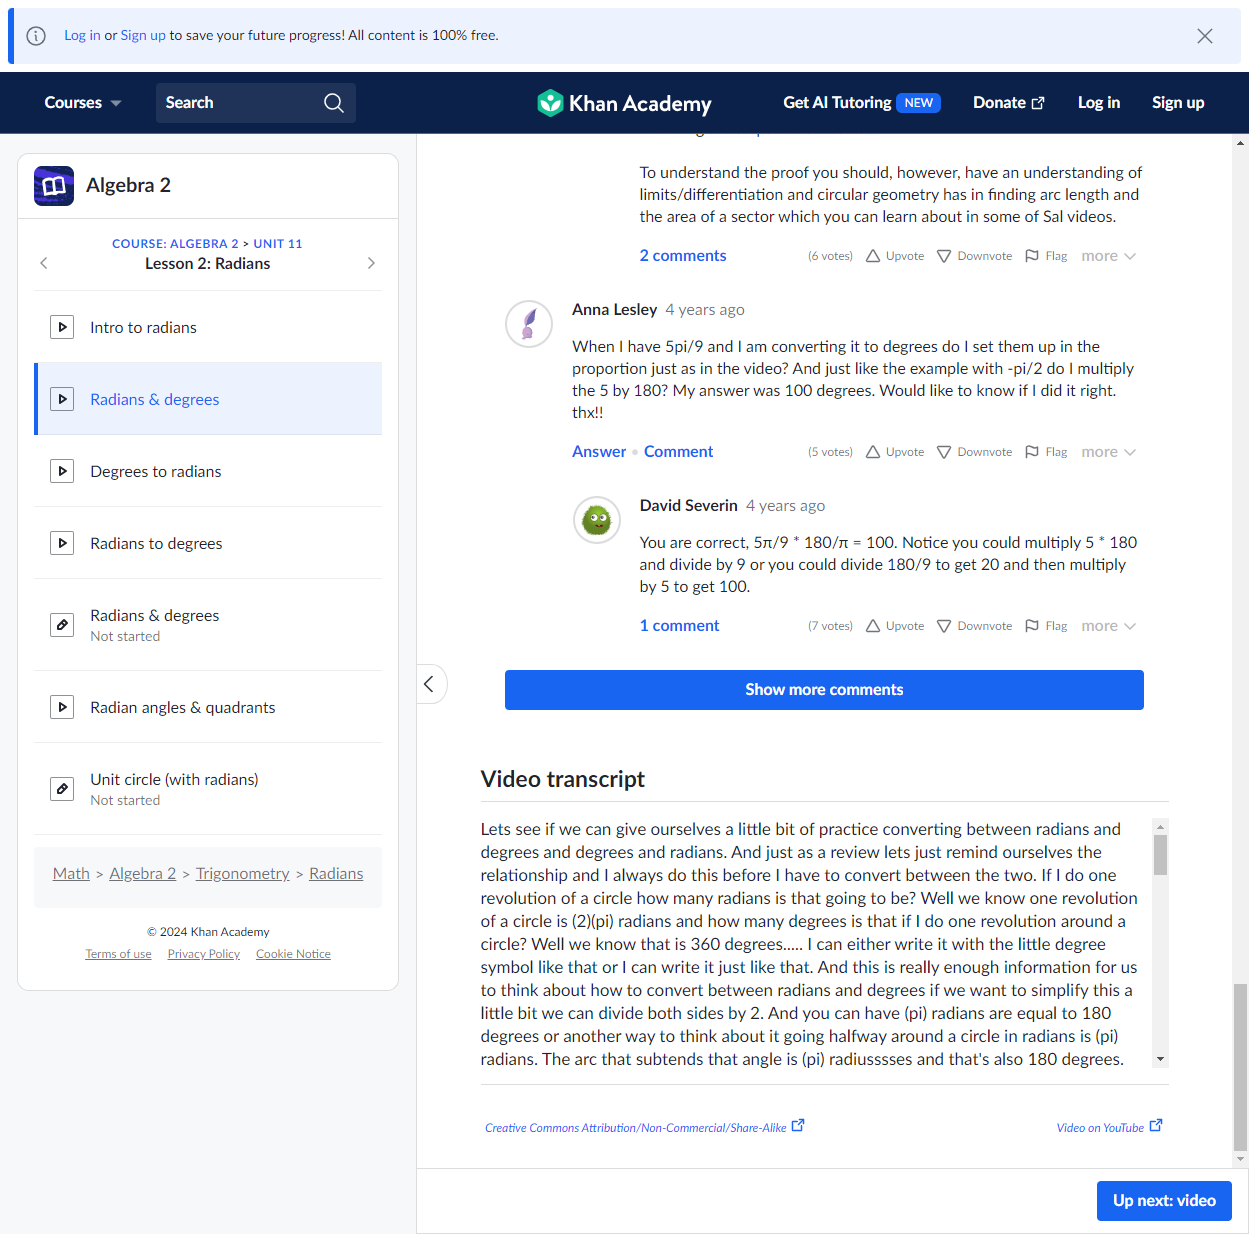 Log in or Sign up to save your future progress! All content is 100% free.
Courses
Search
Khan Academy
Get AI Tutoring NEW
Donate
Log in
Sign up
Algebra 2
COURSE: ALGEBRA 2 > UNIT 11
Lesson 2: Radians
Intro to radians
Radians & degrees
Degrees to radians
Radians to degrees
Radians & degrees
Not started
Radian angles & quadrants
Unit circle (with radians)
Not started
Math > Algebra 2 > Trigonometry > Radians
© 2024 Khan Academy
Terms of use Privacy Policy Cookie Notice
To understand the proof you should, however, have an understanding of
limits/differentiation and circular geometry has in finding arc length and
the area of a sector which you can learn about in some of Sal videos.
2 comments (6 votes) Upvote Downvote Flag more
Anna Lesley 4 years ago
When I have 5pi/9 and I am converting it to degrees do I set them up in the
proportion just as in the video? And just like the example with -pi/2 do I multiply
the 5 by 180? My answer was 100 degrees. Would like to know if I did it right.
thx!!
Answer • Comment (5 votes) Upvote Downvote Flag more
David Severin 4 years ago
You are correct, 5π/9 * 180/π = 100. Notice you could multiply 5 * 180
and divide by 9 or you could divide 180/9 to get 20 and then multiply
by 5 to get 100.
1 comment (7 votes) Upvote Downvote Flag more
Show more comments
Video transcript
Lets see if we can give ourselves a little bit of practice converting between radians and
degrees and degrees and radians. And just as a review lets just remind ourselves the
relationship and I always do this before I have to convert between the two. If I do one
revolution of a circle how many radians is that going to be? Well we know one revolution
of a circle is (2)(pi) radians and how many degrees is that if I do one revolution around a
circle? Well we know that is 360 degrees..... I can either write it with the little degree
symbol like that or I can write it just like that. And this is really enough information for us
to think about how to convert between radians and degrees if we want to simplify this a
little bit we can divide both sides by 2. And you can have (pi) radians are equal to 180
degrees or another way to think about it going halfway around a circle in radians is (pi)
radians. The arc that subtends that angle is (pi) radiusssses and that's also 180 degrees.
Creative Commons Attribution/Non-Commercial/Share-Alike
Video on YouTube
Up next: video